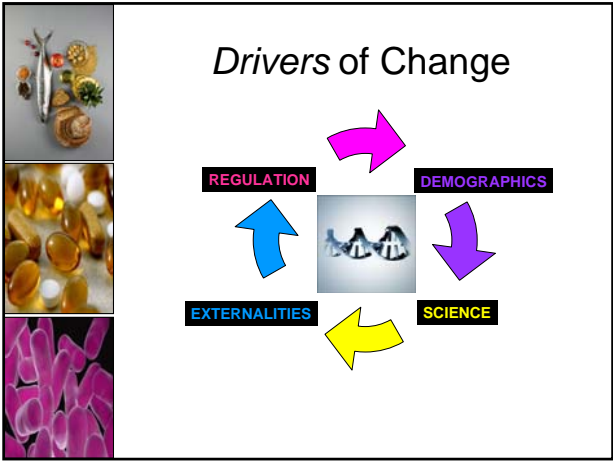 Drivers of Change
REGULATION
DEMOGRAPHICS
EXTERNALITIES
SCIENCE